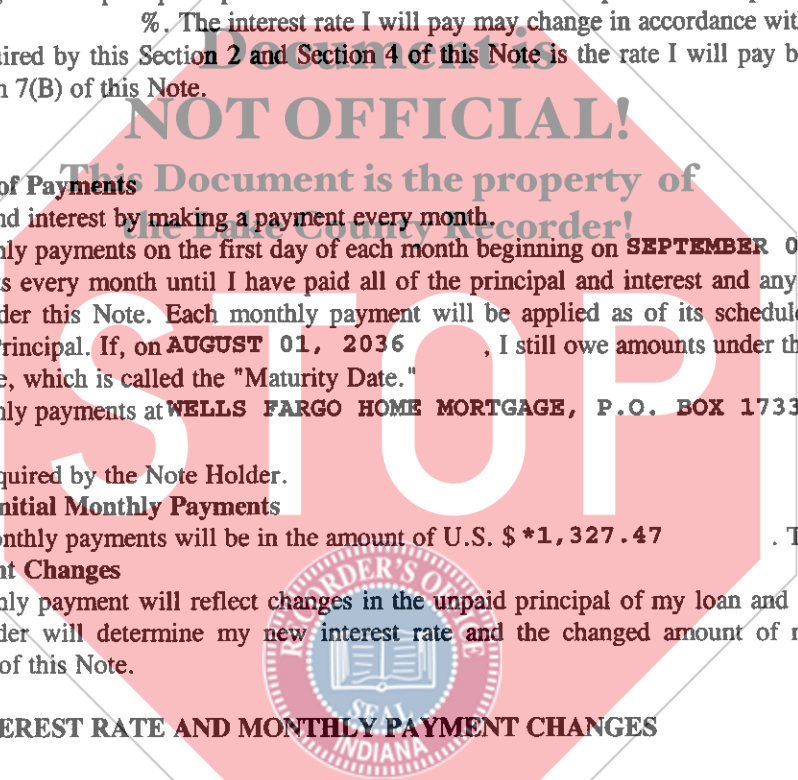 %. The interest rate I will pay may change in accordance wit
ired by this Section 2 and Section 4 of this Note is the rate I will pay b
n 7(B) of this Note.
Document is
NOT OFFICIAL!
This Document is the property of
the Lake County Recorder!
of Payments
nd interest by making a payment every month.
nly payments on the first day of each month beginning on SEPTEMBER 0
s every month until I have paid all of the principal and interest and any
der this Note. Each monthly payment will be applied as of its schedul
Principal. If, on AUGUST 01, 2036 , I still owe amounts under th
e, which is called the "Maturity Date."
nly payments at WELLS FARGO HOME MORTGAGE, P.O. BOX 1733
STOP
quired by the Note Holder.
nitial Monthly Payments
onthly payments will be in the amount of U.S. $ *1,327.47 . T
nt Changes
nly payment will reflect changes in the unpaid principal of my loan and
der will determine my new interest rate and the changed amount of m
of this Note.
RECORDER'S OFFICE
SEAL
INDIANA
EREST RATE AND MONTHLY PAYMENT CHANGES